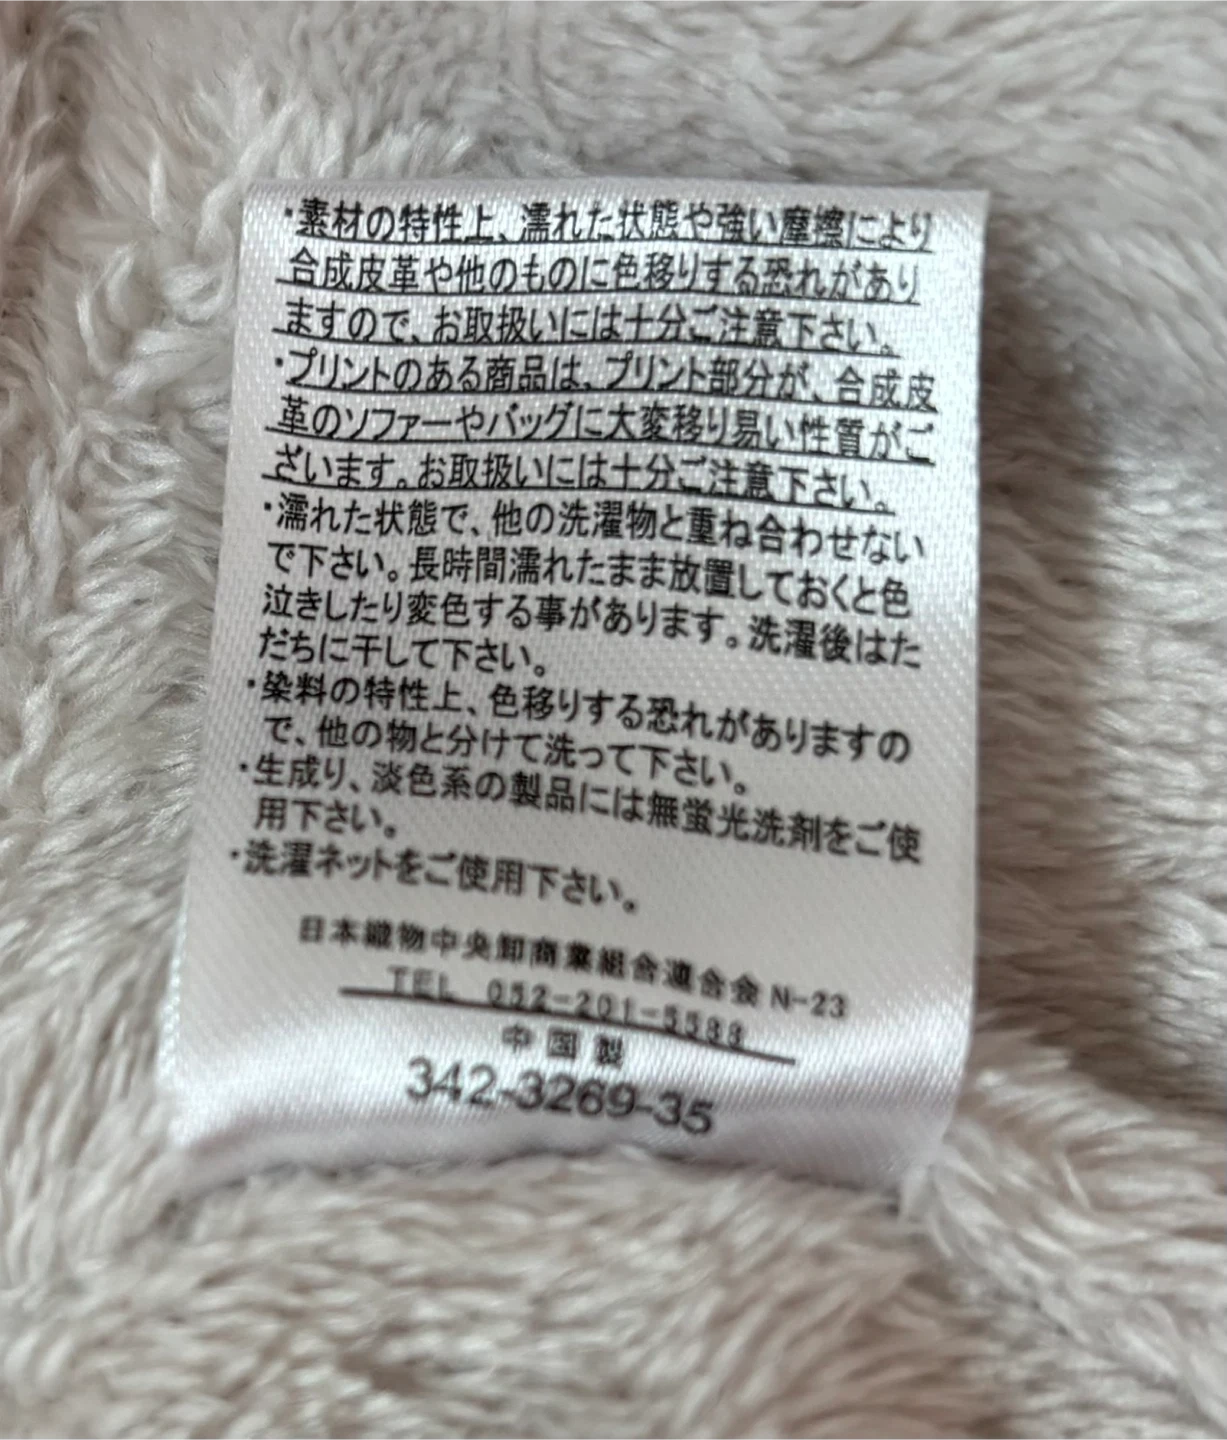 ・素材の特性上、濡れた状態や強い摩擦により
合成皮革や他のものに色移りする恐れがあり
ますので、お取扱いには十分ご注意下さい。
・プリントのある商品は、プリント部分が、合成皮
革のソファーやバッグに大変移り易い性質がご
ざいます。お取扱いには十分ご注意下さい。
・濡れた状態で、他の洗濯物と重ね合わせない
で下さい。長時間濡れたまま放置しておくと色
泣きしたり変色する事があります。洗濯後はた
だちに干して下さい。
・染料の特性上、色移りする恐れがありますの
で、他の物と分けて洗って下さい。
・生成り、淡色系の製品には無蛍光洗剤をご使
用下さい。
・洗濯ネットをご使用下さい。
日本織物中央卸商業組合連合会 N-23
TEL 052-201-5588
中国製
342-3269-35